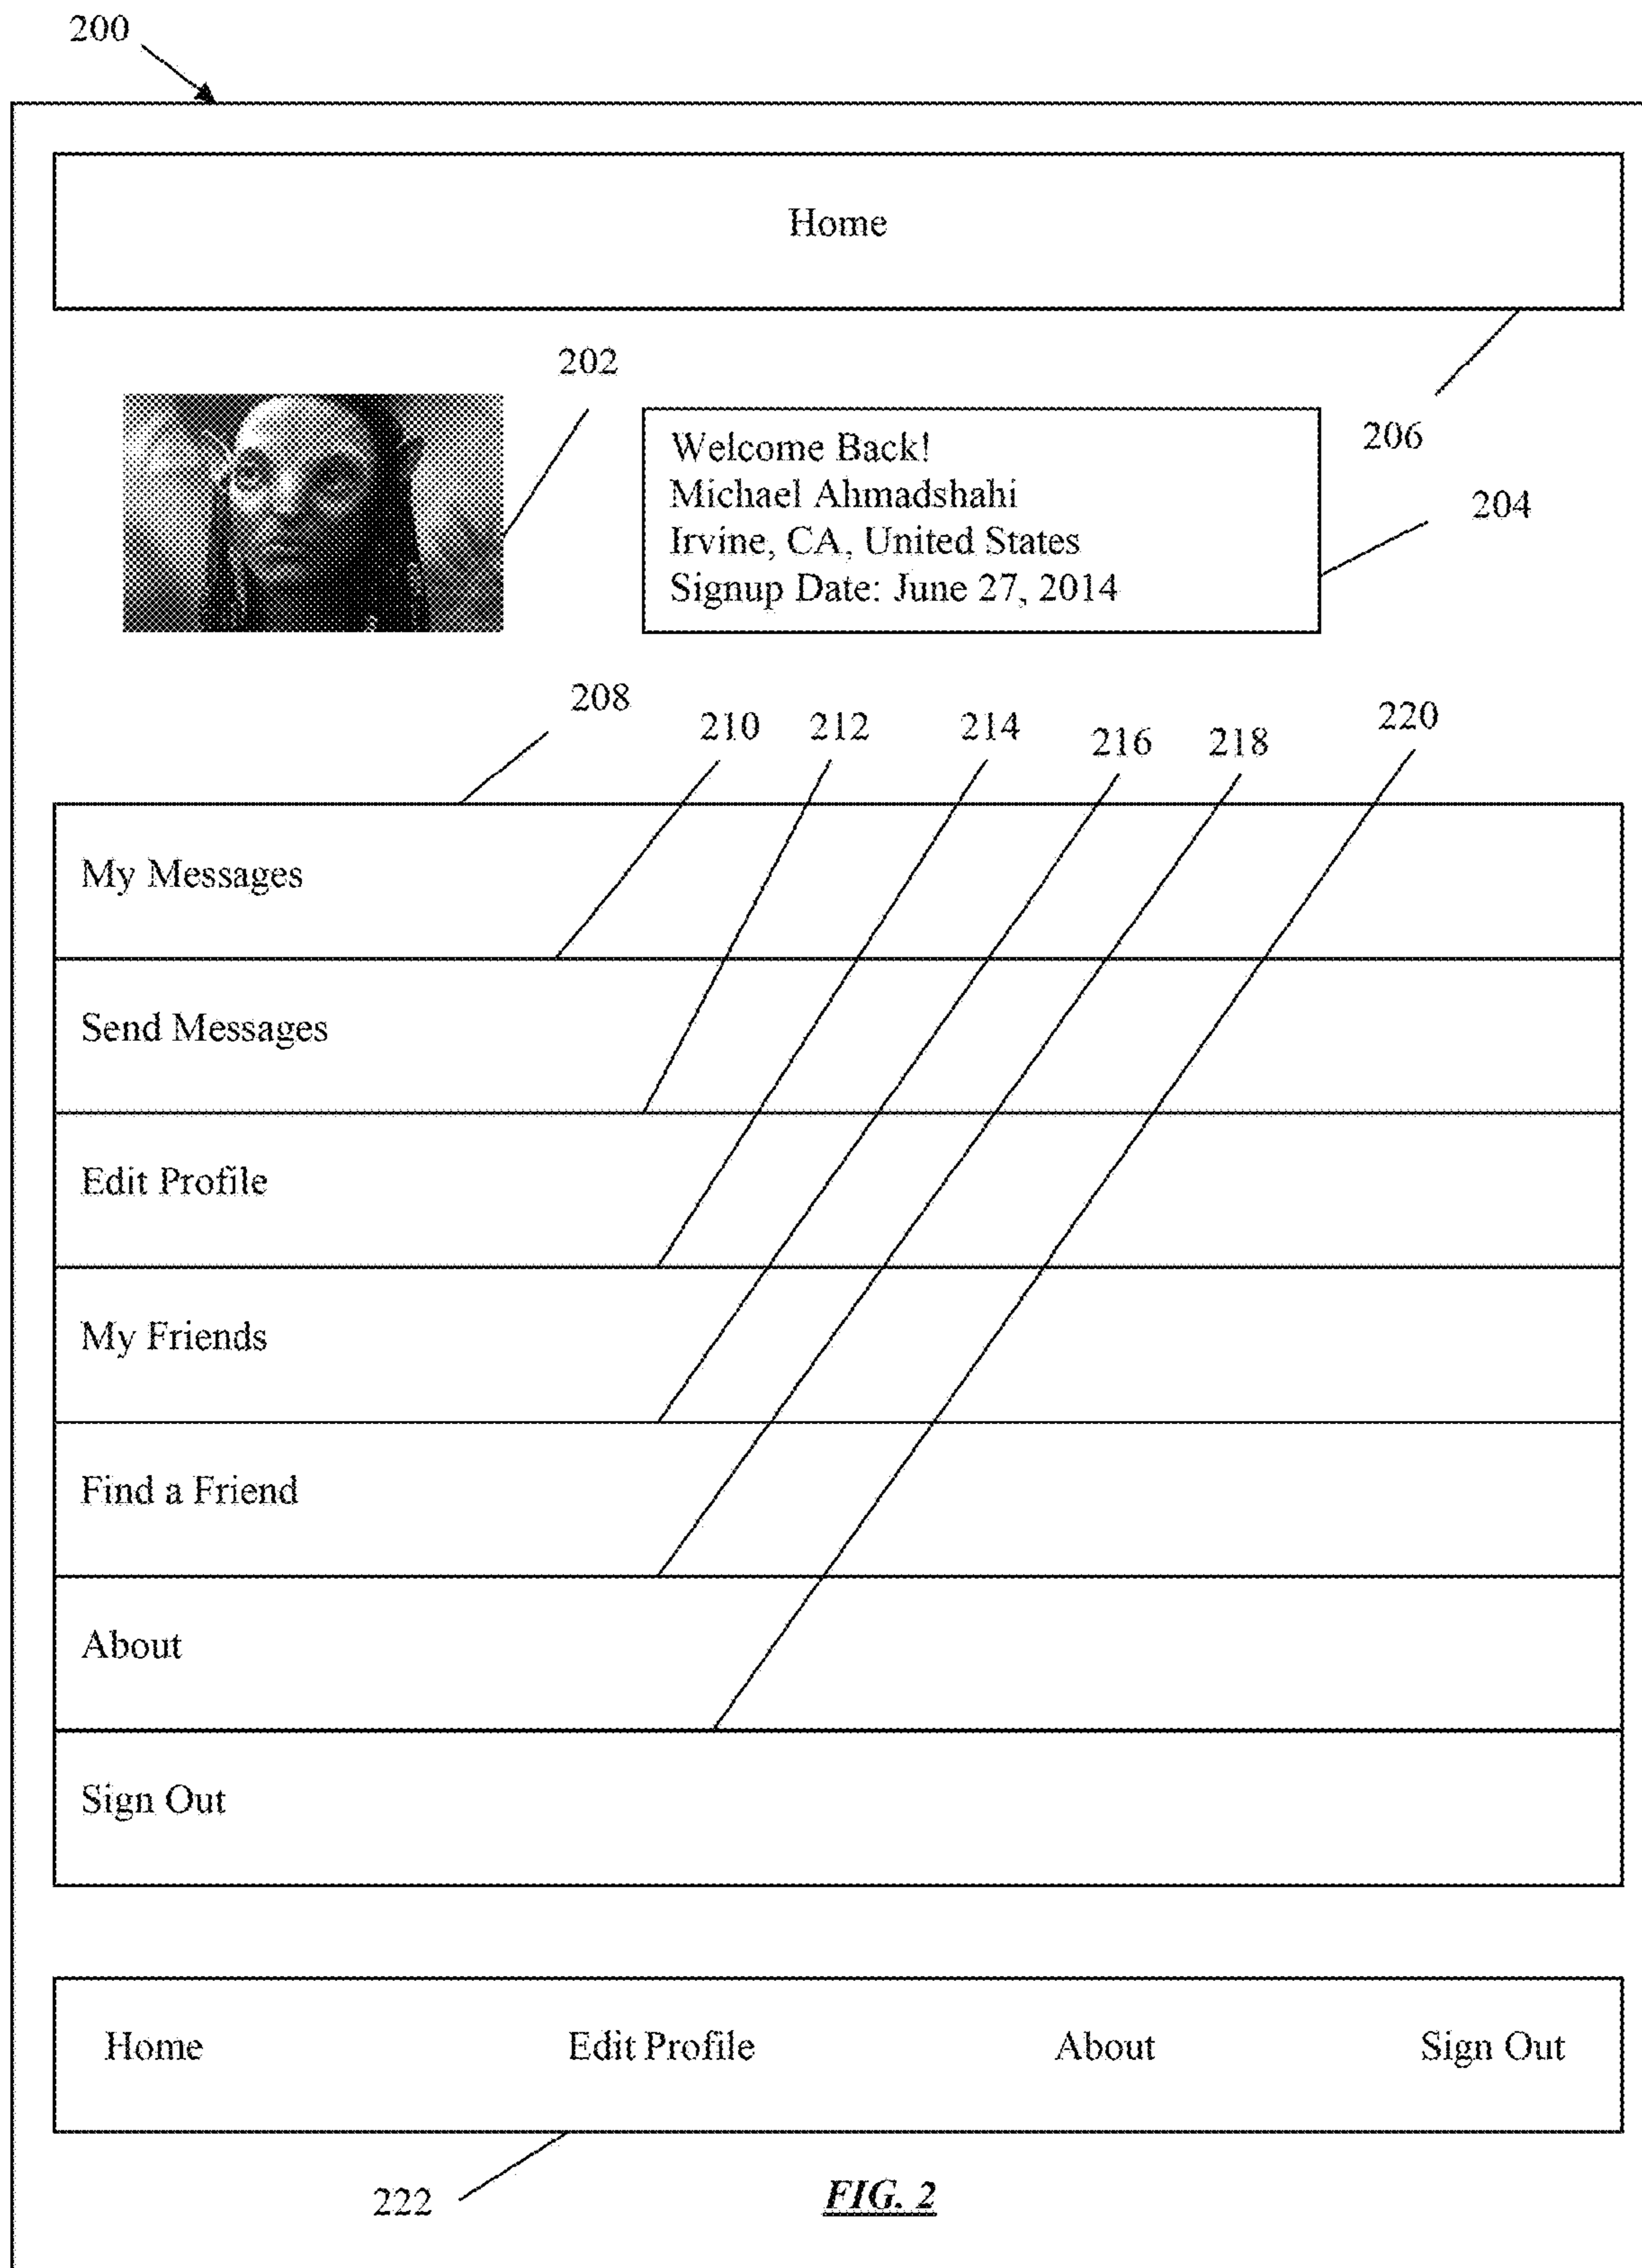 200
Home
202
206
Welcome Back!
Michael Ahmadshahi
Irvine, CA, United States
Signup Date: June 27, 2014
204
208
210
212
214
216
218
220
My Messages
Send Messages
Edit Profile
My Friends
Find a Friend
About
Sign Out
Home Edit Profile About Sign Out
222
FIG. 2